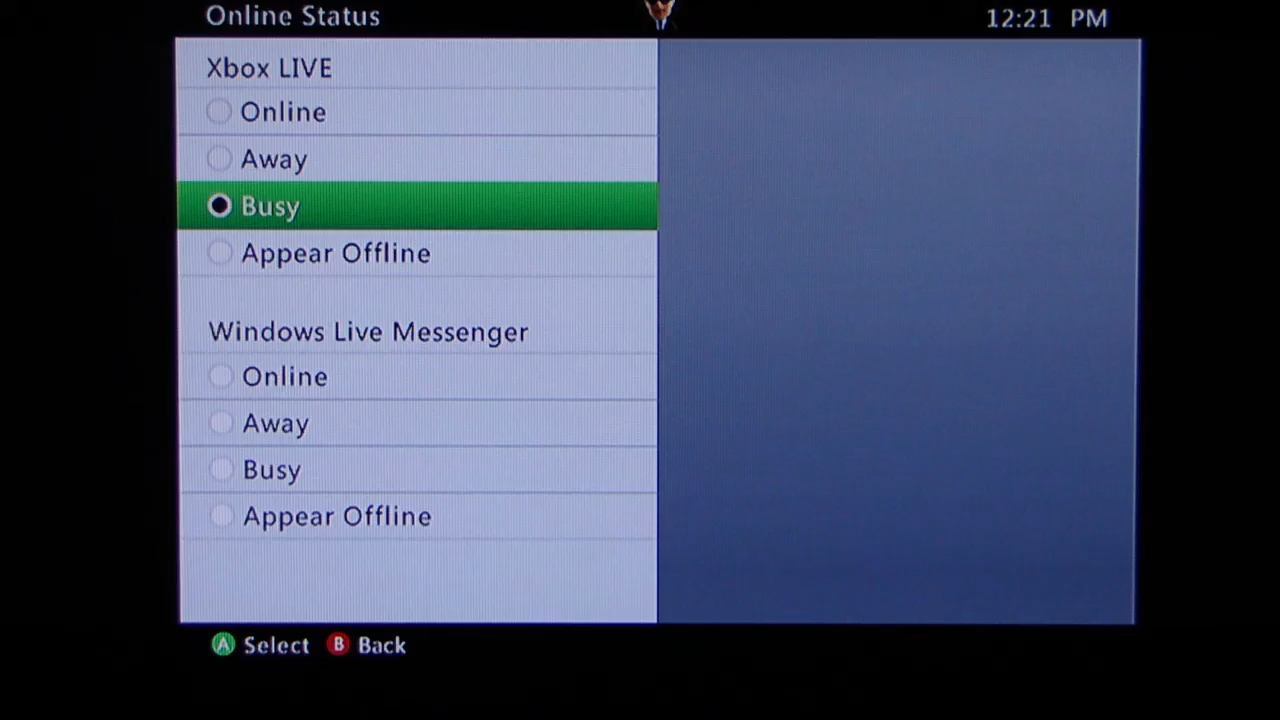 Online Status
12:21 PM
Xbox LIVE
Online
Away
Busy
Appear Offline
Windows Live Messenger
Online
Away
Busy
Appear Offline
A Select B Back